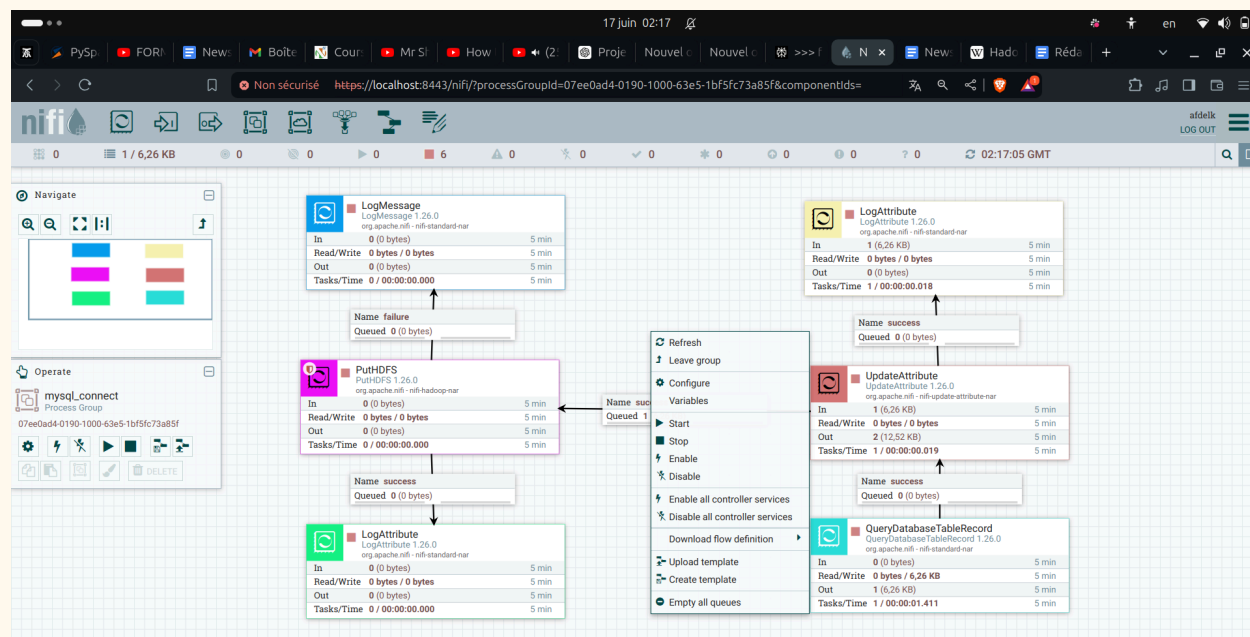 17 juin 02:17
en
PySp
FORM
News
Boîte
Cours
Mr Sh
How
(2
Proje
Nouvel o
Nouvel o
>>> f
N
News
Hado
Réda
Non sécurisé https://localhost:8443/nifi/?processGroupId=07ee0ad4-0190-1000-63e5-1bf5fc73a85f&componentIds=
nifi
afdelk
LOG OUT
0
1 / 6,26 KB
0
0
0
6
0
0
0
0
0
0
? 0
02:17:05 GMT
Navigate
Operate
mysql_connect
Process Group
07ee0ad4-0190-1000-63e5-1bf5fc73a85f
DELETE
LogMessage
LogMessage 1.26.0
org.apache.nifi - nifi-standard-nar
In 0 (0 bytes) 5 min
Read/Write 0 bytes / 0 bytes 5 min
Out 0 (0 bytes) 5 min
Tasks/Time 0 / 00:00:00.000 5 min
Name failure
Queued 0 (0 bytes)
PutHDFS
PutHDFS 1.26.0
org.apache.nifi - nifi-hadoop-nar
In 0 (0 bytes) 5 min
Read/Write 0 bytes / 0 bytes 5 min
Out 0 (0 bytes) 5 min
Tasks/Time 0 / 00:00:00.000 5 min
Name success
Queued 0 (0 bytes)
LogAttribute
LogAttribute 1.26.0
org.apache.nifi - nifi-standard-nar
In 0 (0 bytes) 5 min
Read/Write 0 bytes / 0 bytes 5 min
Out 0 (0 bytes) 5 min
Tasks/Time 0 / 00:00:00.000 5 min
Name suc
Queued 1
Refresh
Leave group
Configure
Variables
Start
Stop
Enable
Disable
Enable all controller services
Disable all controller services
Download flow definition
Upload template
Create template
Empty all queues
LogAttribute
LogAttribute 1.26.0
org.apache.nifi - nifi-standard-nar
In 1 (6,26 KB) 5 min
Read/Write 0 bytes / 0 bytes 5 min
Out 0 (0 bytes) 5 min
Tasks/Time 1 / 00:00:00.018 5 min
Name success
Queued 0 (0 bytes)
UpdateAttribute
UpdateAttribute 1.26.0
org.apache.nifi - nifi-update-attribute-nar
In 1 (6,26 KB) 5 min
Read/Write 0 bytes / 0 bytes 5 min
Out 2 (12,52 KB) 5 min
Tasks/Time 1 / 00:00:00.019 5 min
Name success
Queued 0 (0 bytes)
QueryDatabaseTableRecord
QueryDatabaseTableRecord 1.26.0
org.apache.nifi - nifi-standard-nar
In 0 (0 bytes) 5 min
Read/Write 0 bytes / 6,26 KB 5 min
Out 1 (6,26 KB) 5 min
Tasks/Time 1 / 00:00:01.411 5 min